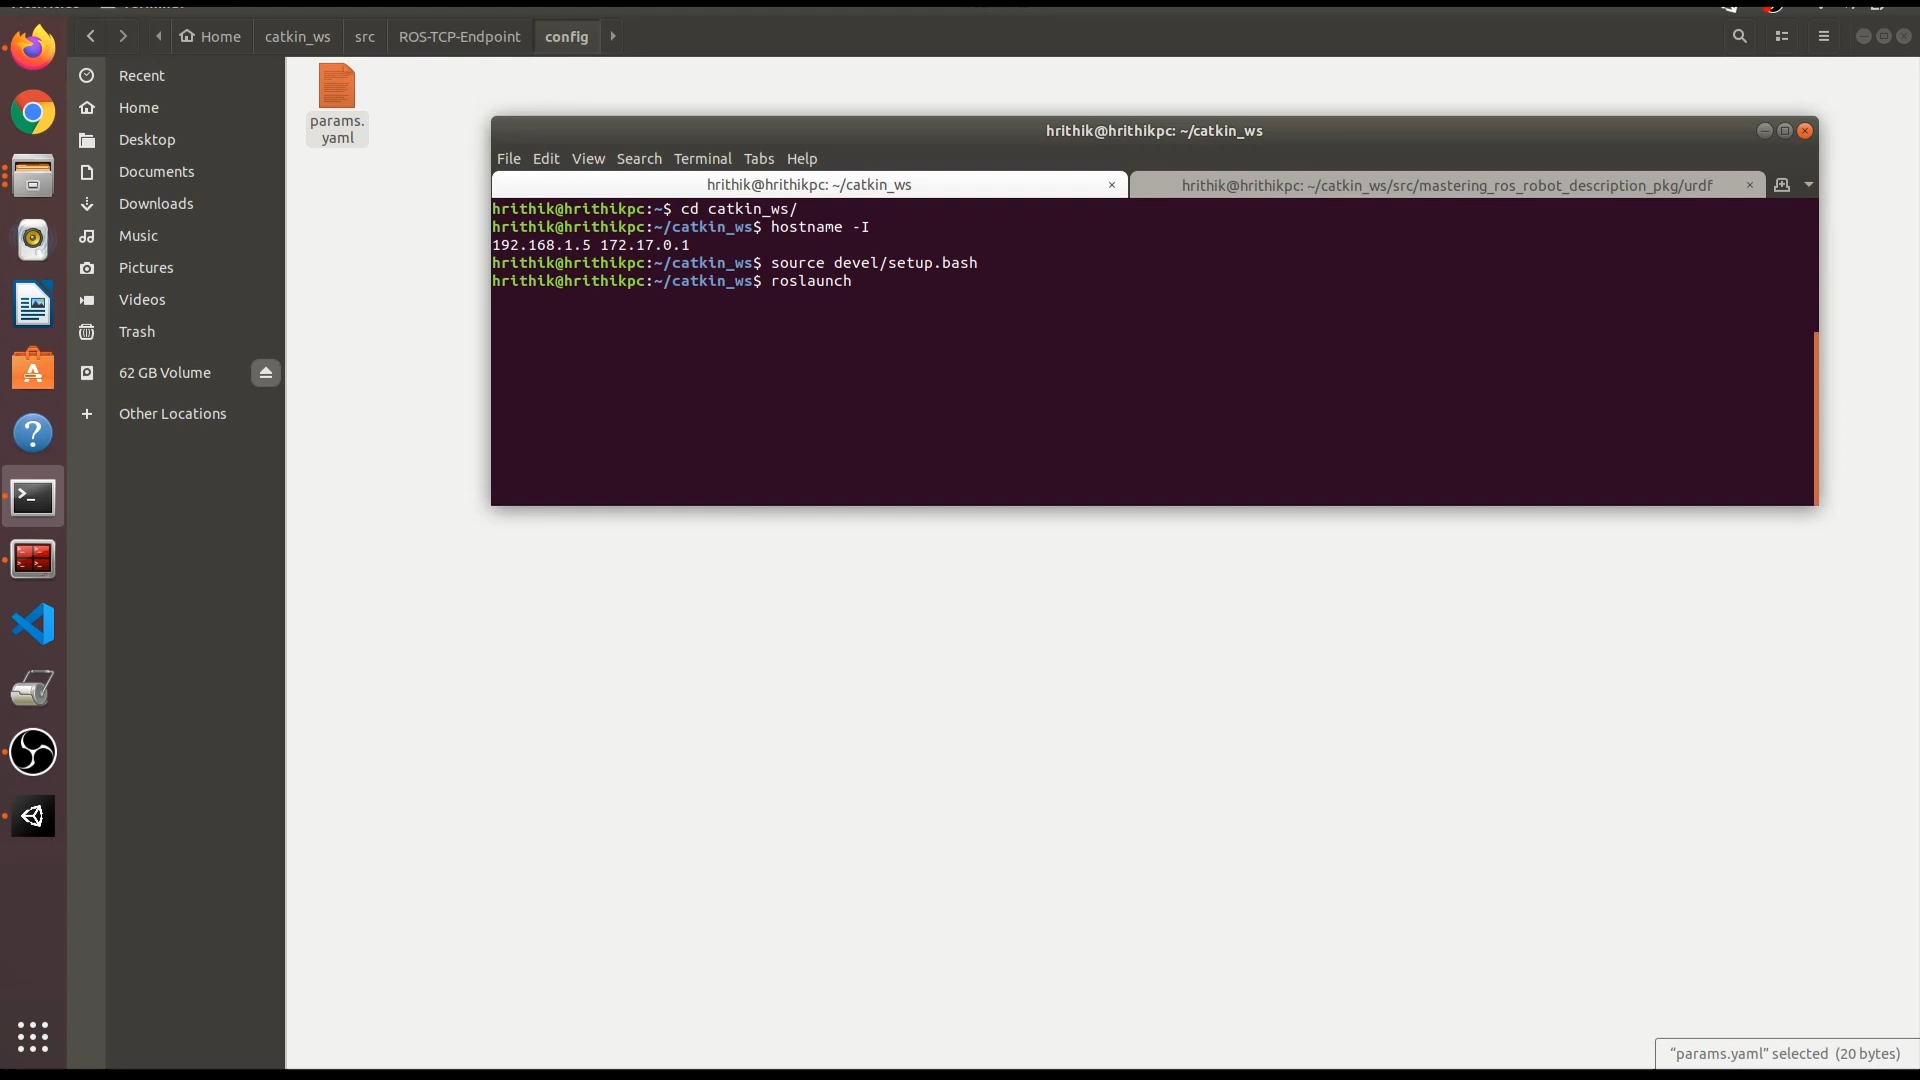 Home catkin_ws src ROS-TCP-Endpoint config
Recent
Home
Desktop
Documents
Downloads
Music
Pictures
Videos
Trash
62 GB Volume
Other Locations
params.
yaml
hrithik@hrithikpc: ~/catkin_ws
File Edit View Search Terminal Tabs Help
hrithik@hrithikpc: ~/catkin_ws
hrithik@hrithikpc: ~/catkin_ws/src/mastering_ros_robot_description_pkg/urdf
hrithik@hrithikpc:~$ cd catkin_ws/
hrithik@hrithikpc:~/catkin_ws$ hostname -I
192.168.1.5 172.17.0.1
hrithik@hrithikpc:~/catkin_ws$ source devel/setup.bash
hrithik@hrithikpc:~/catkin_ws$ roslaunch
“params.yaml” selected (20 bytes)